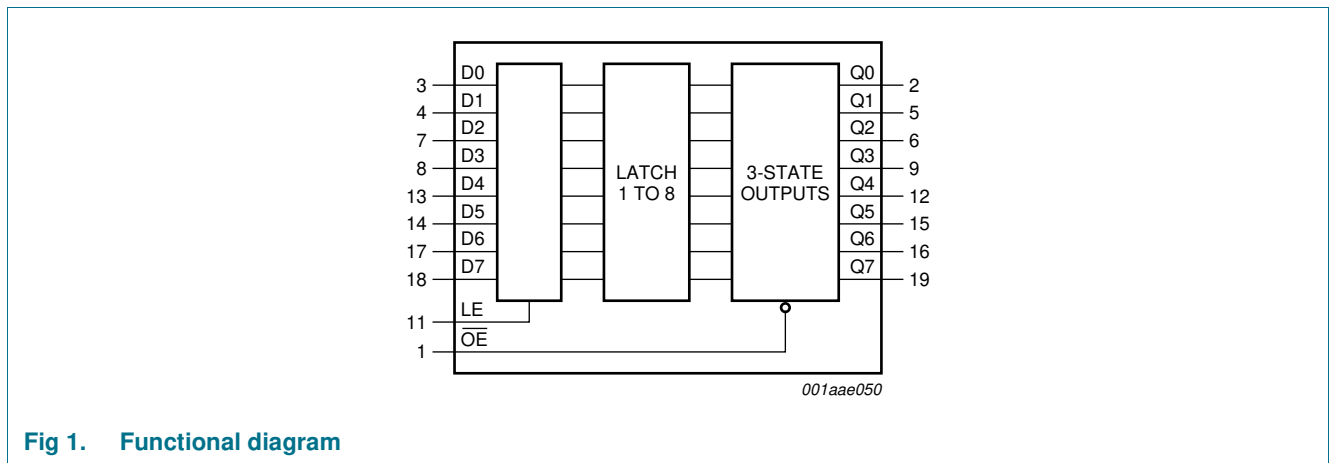 D0 Q0
3 2
D1 Q1
4 5
D2 Q2
7 6
D3 Q3
8 9
LATCH 3-STATE
D4 Q4
1 TO 8 OUTPUTS
13 12
D5 Q5
14 15
D6 Q6
17 16
D7 Q7
18 19
LE
11
O̅E̅
1
001aae050
Fig 1. Functional diagram